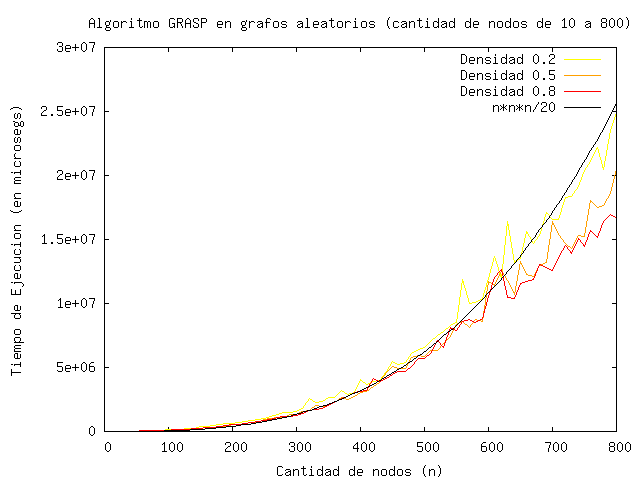 Algoritmo GRASP en grafos aleatorios (cantidad de nodos de 10 a 800)
3e+07
2.5e+07
2e+07
1.5e+07
1e+07
5e+06
0
Tiempo de Ejecucion (en microsegs)
Densidad 0.2
Densidad 0.5
Densidad 0.8
n*n*n/20
0 100 200 300 400 500 600 700 800
Cantidad de nodos (n)